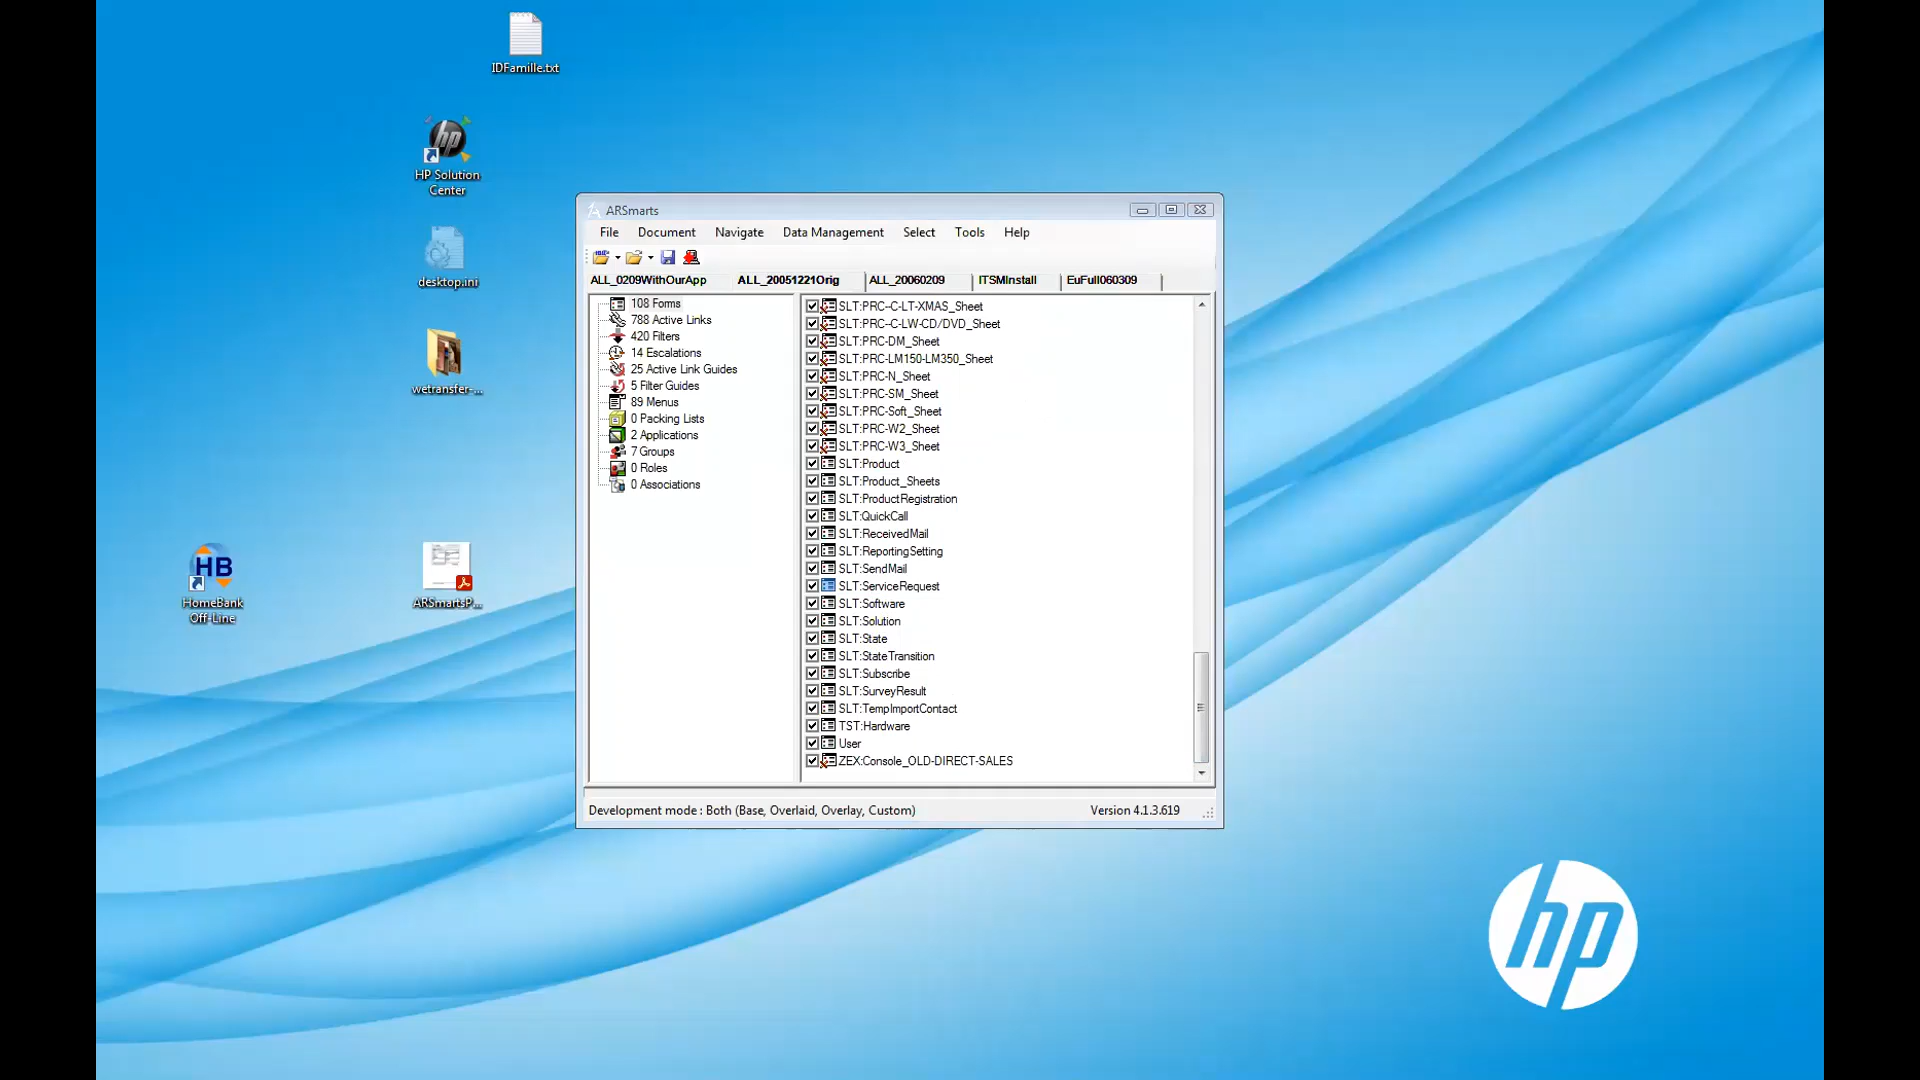 IDFamille.txt
HP Solution
Center
desktop.ini
wetransfer-...
HB
HomeBank
Off-Line
ARSmartsP...
ARSmarts
File Document Navigate Data Management Select Tools Help
ALL_0209WithOurApp ALL_20051221Orig ALL_20060209 ITSMInstall EuFull060309
108 Forms
788 Active Links
420 Filters
14 Escalations
25 Active Link Guides
5 Filter Guides
89 Menus
0 Packing Lists
2 Applications
7 Groups
0 Roles
0 Associations
SLT:PRC-C-LT-XMAS_Sheet
SLT:PRC-C-LW-CD/DVD_Sheet
SLT:PRC-DM_Sheet
SLT:PRC-LM150-LM350_Sheet
SLT:PRC-N_Sheet
SLT:PRC-SM_Sheet
SLT:PRC-Soft_Sheet
SLT:PRC-W2_Sheet
SLT:PRC-W3_Sheet
SLT:Product
SLT:Product_Sheets
SLT:ProductRegistration
SLT:QuickCall
SLT:ReceivedMail
SLT:ReportingSetting
SLT:SendMail
SLT:ServiceRequest
SLT:Software
SLT:Solution
SLT:State
SLT:StateTransition
SLT:Subscribe
SLT:SurveyResult
SLT:TempImportContact
TST:Hardware
User
ZEX:Console_OLD-DIRECT-SALES
Development mode : Both (Base, Overlaid, Overlay, Custom) Version 4.1.3.619
hp